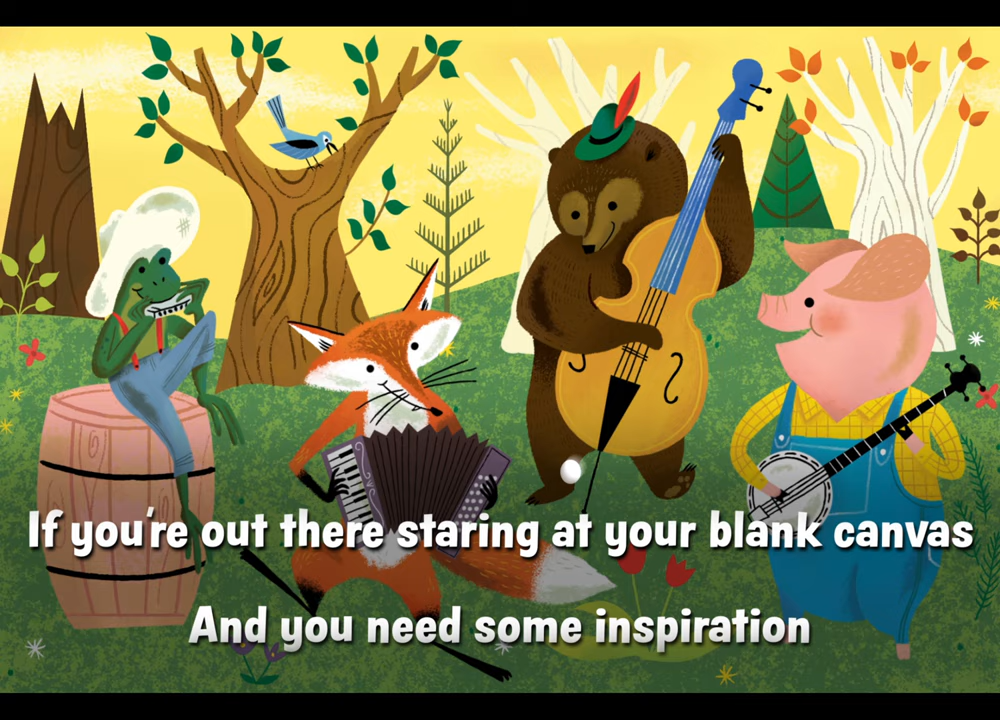 If you're out there staring at your blank canvas
And you need some inspiration